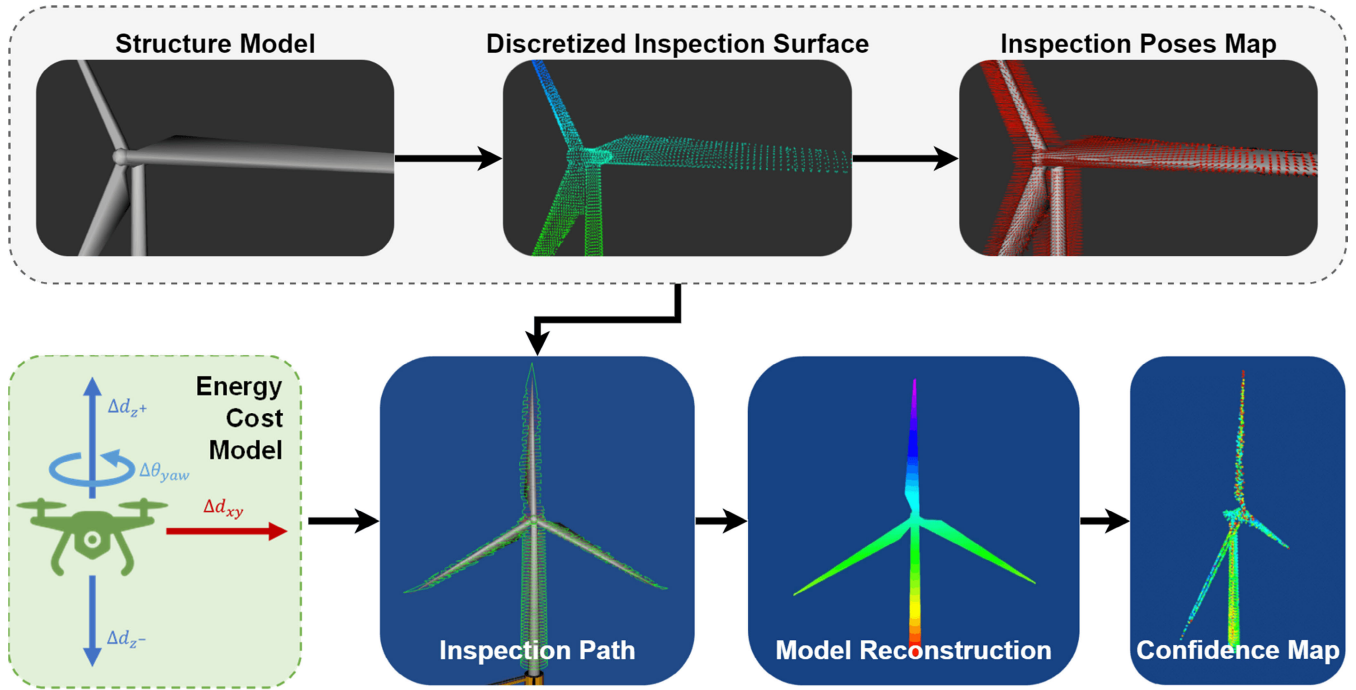 Structure Model
Discretized Inspection Surface
Inspection Poses Map
Energy
Cost
Model
Δd_z+
Δθ_yaw
Δd_xy
Δd_z−
Inspection Path
Model Reconstruction
Confidence Map